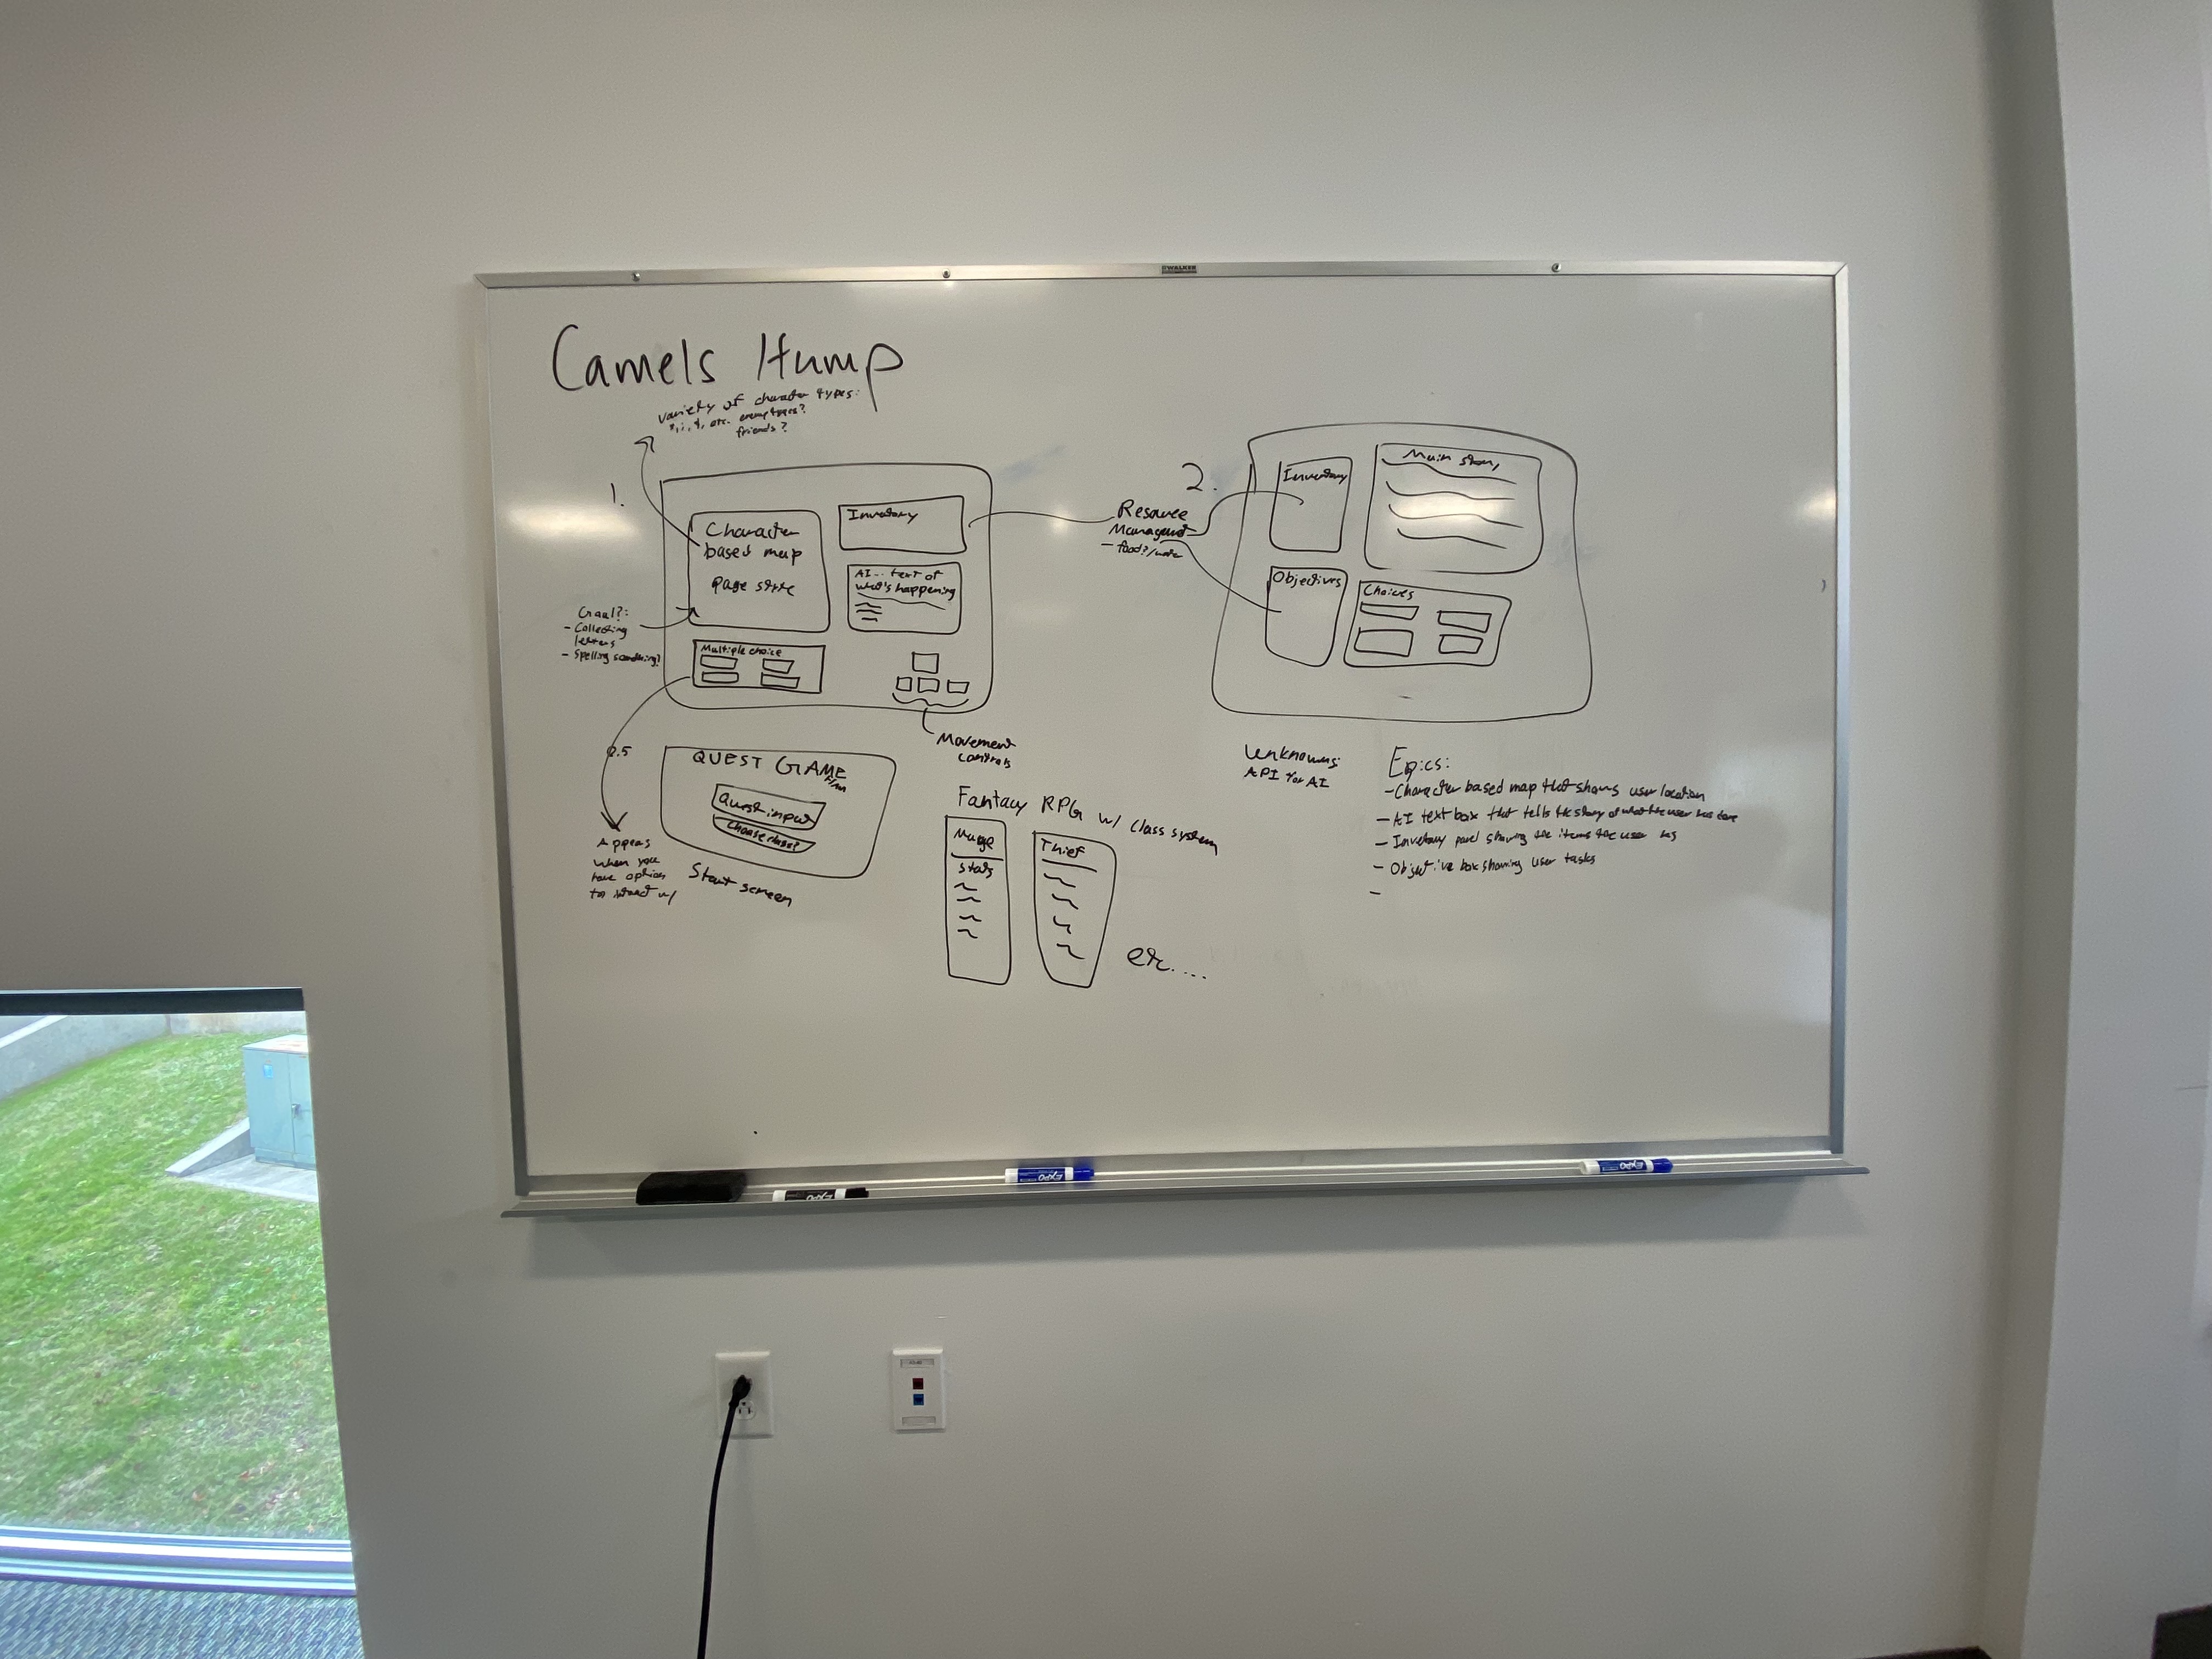 WALKER
Camels Hump
variety of character types:
etc.
friends?
1.
Character
based map
page
Inventory
AI... text of
what's happening
Goal?:
- Collecting
letters
- Spelling something?
Multiple choice
Movement
controls
Resource
Management
- food?/
2.
Inventory
Main story
Objectives
Choices
0.5
QUEST GAME
Quest input
Choose class?
Start screen
Appears
when you
have option
to interact w/
Fantasy RPG w/ class system
Mage
Stats
Thief
etc....
Unknowns:
API for AI
Epics:
- Character based map that shows user location
- AI text box that tells the story of what the user has done
- Inventory panel showing the items the user has
- Objective box showing user tasks
-
EXPO
EXPO
EXPO